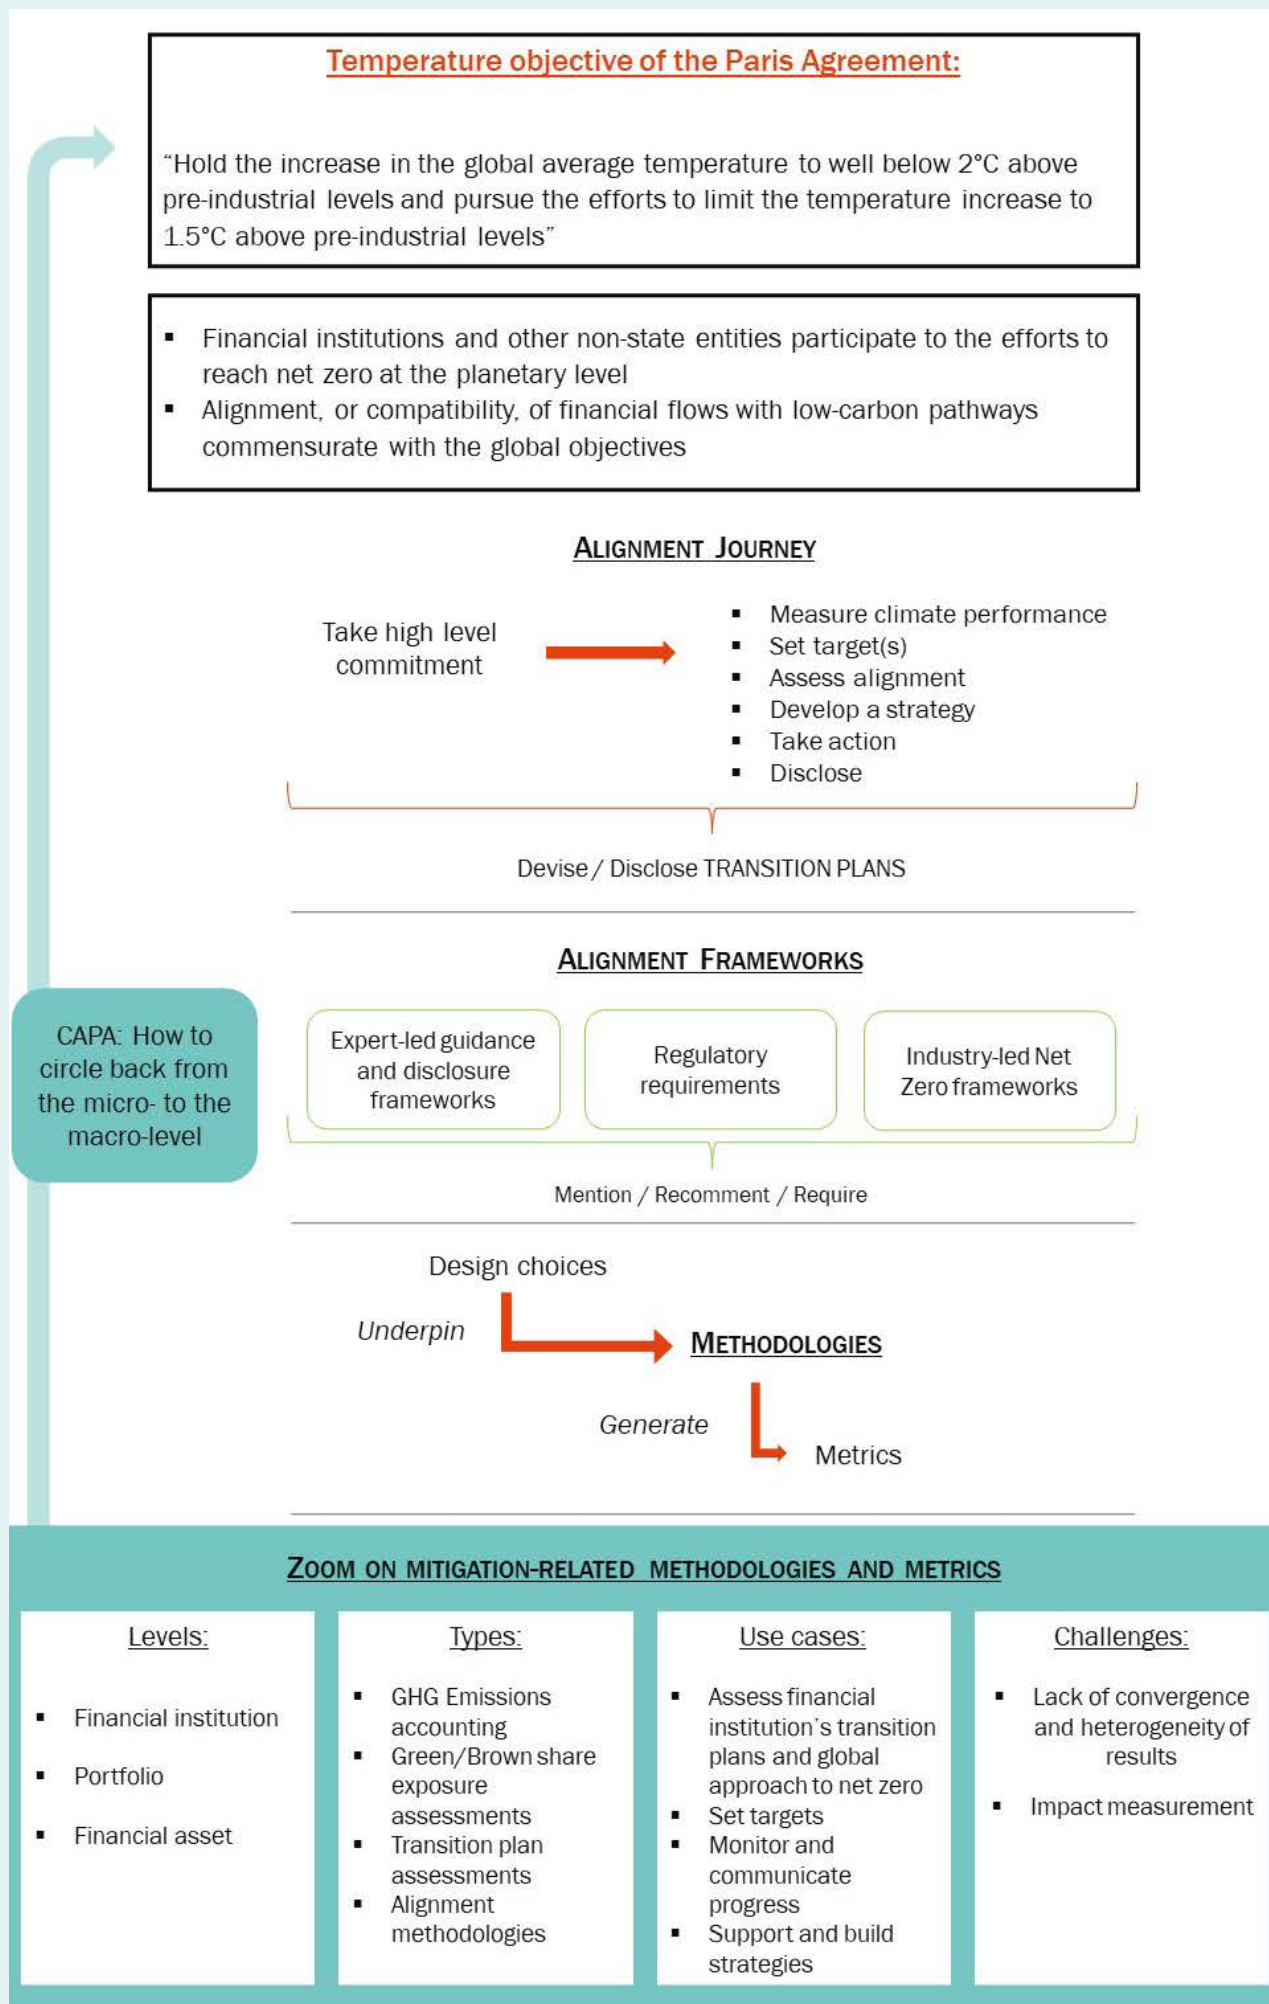 Temperature objective of the Paris Agreement:
“Hold the increase in the global average temperature to well below 2°C above
pre-industrial levels and pursue the efforts to limit the temperature increase to
1.5°C above pre-industrial levels”
▪ Financial institutions and other non-state entities participate to the efforts to
reach net zero at the planetary level
▪ Alignment, or compatibility, of financial flows with low-carbon pathways
commensurate with the global objectives
ALIGNMENT JOURNEY
Take high level
commitment
▪ Measure climate performance
▪ Set target(s)
▪ Assess alignment
▪ Develop a strategy
▪ Take action
▪ Disclose
Devise / Disclose TRANSITION PLANS
ALIGNMENT FRAMEWORKS
CAPA: How to
circle back from
the micro- to the
macro-level
Expert-led guidance
and disclosure
frameworks
Regulatory
requirements
Industry-led Net
Zero frameworks
Mention / Recomment / Require
Design choices
Underpin
METHODOLOGIES
Generate
Metrics
ZOOM ON MITIGATION-RELATED METHODOLOGIES AND METRICS
Levels:
▪ Financial institution
▪ Portfolio
▪ Financial asset
Types:
▪ GHG Emissions
accounting
▪ Green/Brown share
exposure
assessments
▪ Transition plan
assessments
▪ Alignment
methodologies
Use cases:
▪ Assess financial
institution’s transition
plans and global
approach to net zero
▪ Set targets
▪ Monitor and
communicate
progress
▪ Support and build
strategies
Challenges:
▪ Lack of convergence
and heterogeneity of
results
▪ Impact measurement